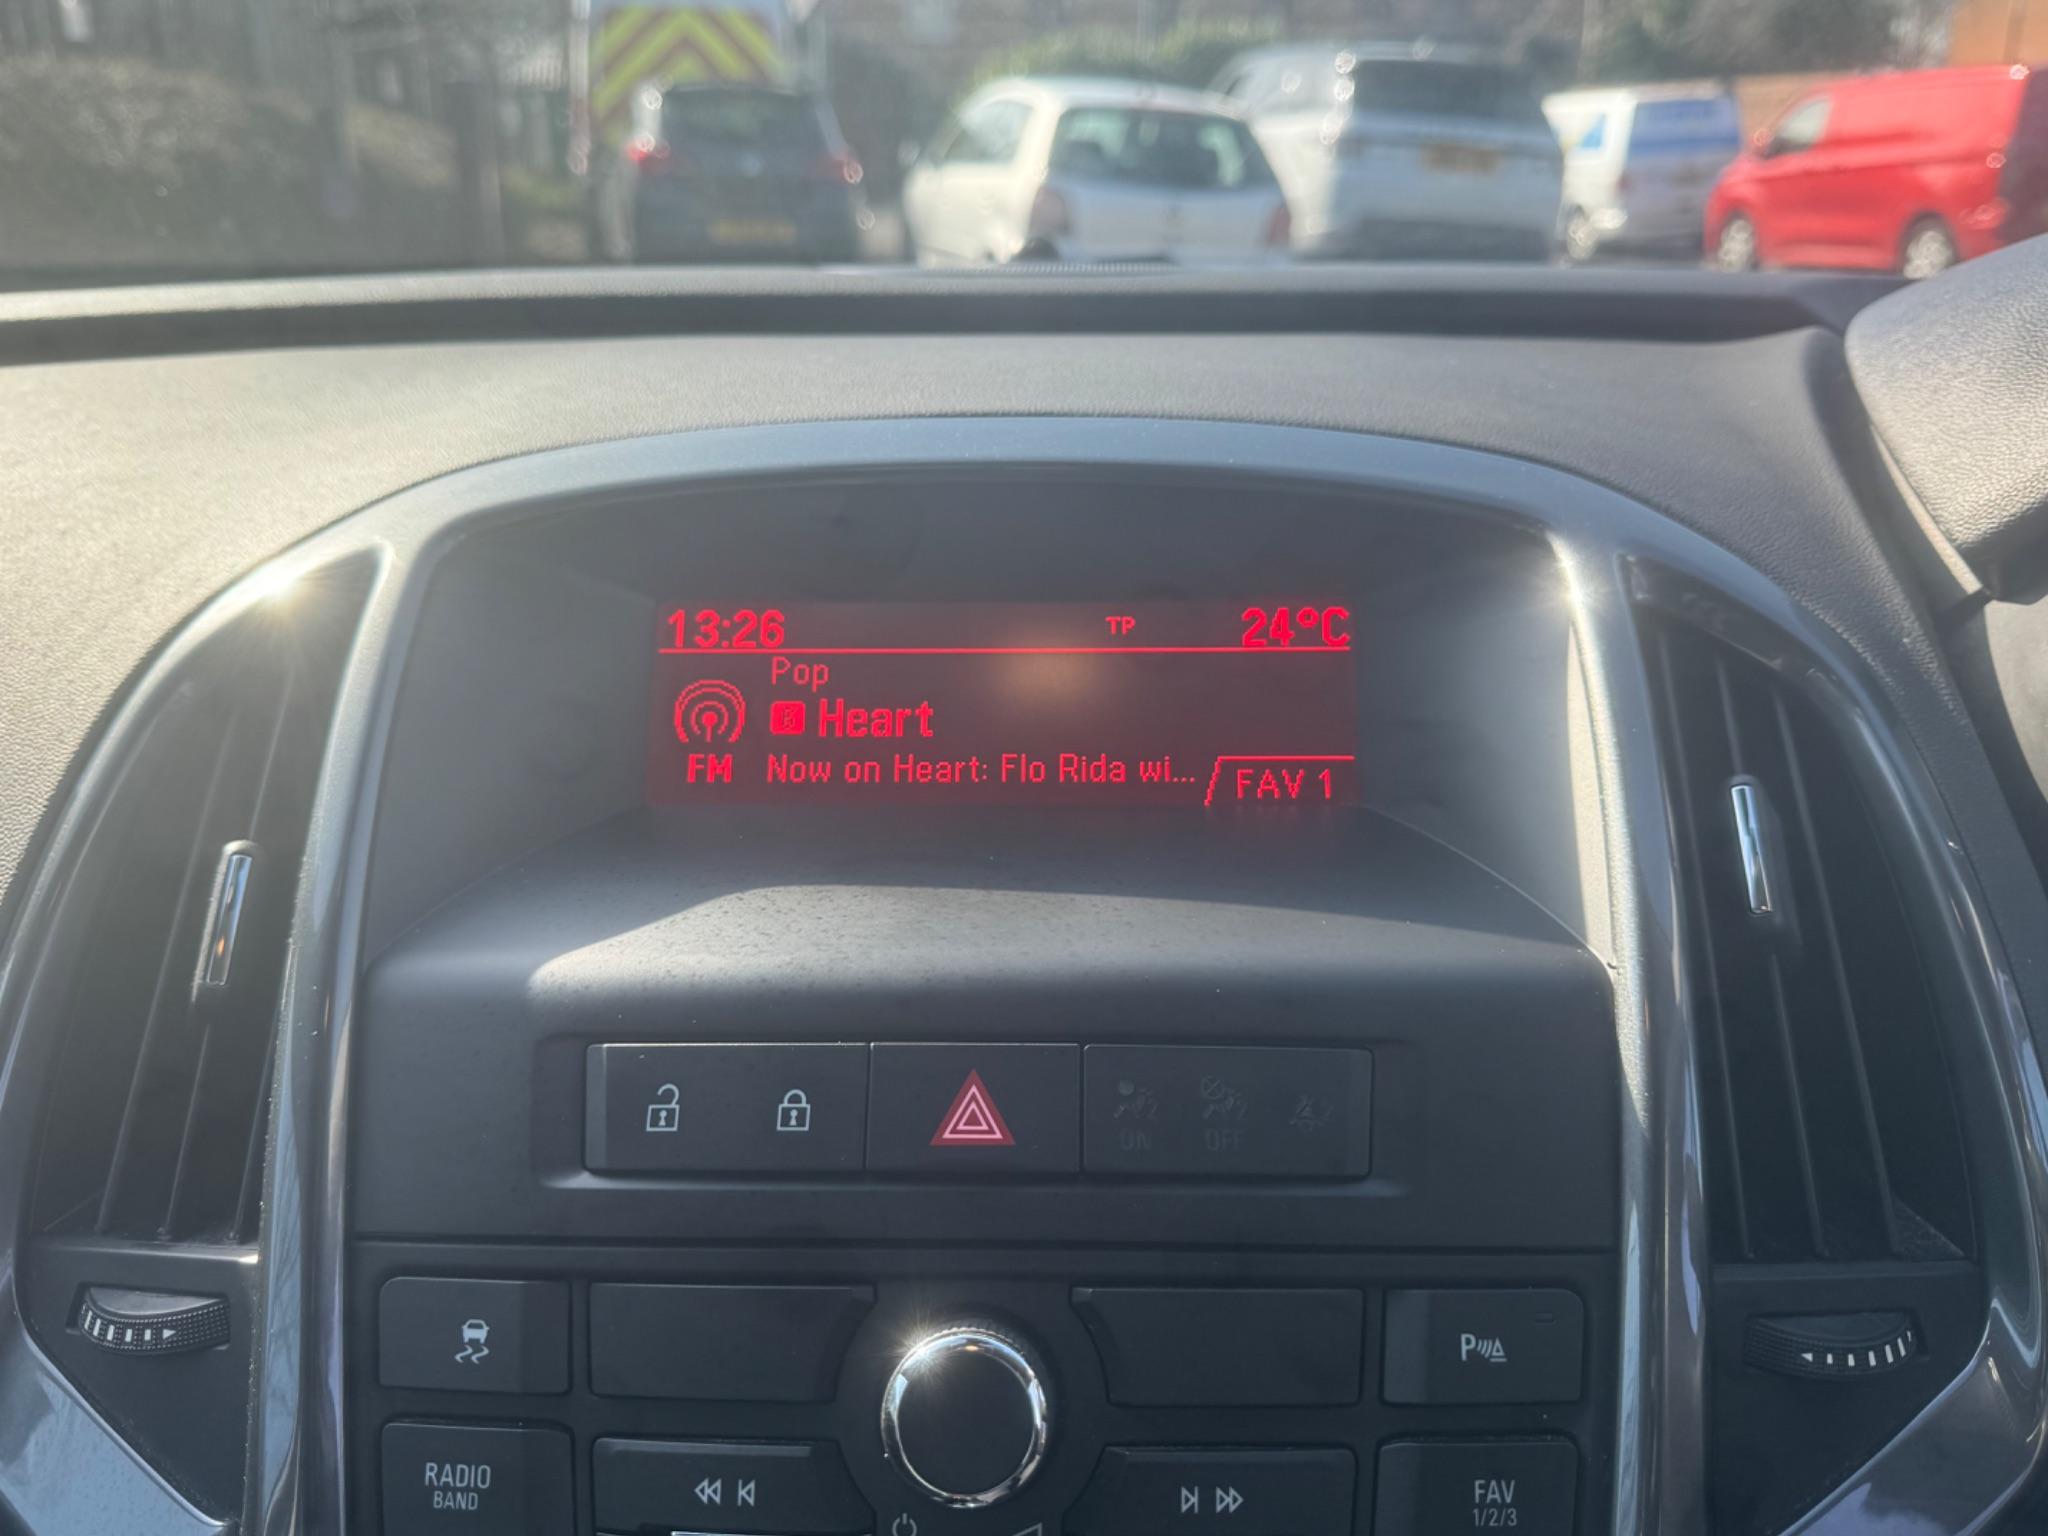 13:26 TP 24°C
Pop
6 Heart
FM Now on Heart: Flo Rida wi... FAV 1
ON OFF
P
RADIO
BAND
FAV
1/2/3